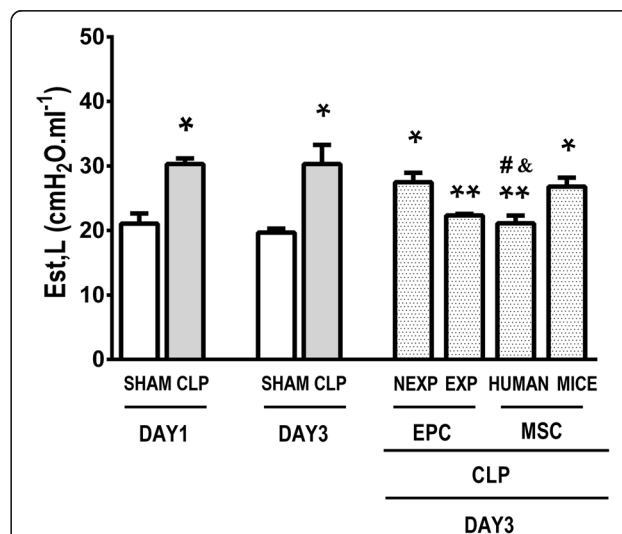 Est,L (cmH₂O.ml⁻¹)
50
40
30
20
10
0
*
*
*
**
# &
**
*
SHAM CLP SHAM CLP NEXP EXP HUMAN MICE
DAY1 DAY3 EPC MSC
CLP
DAY3